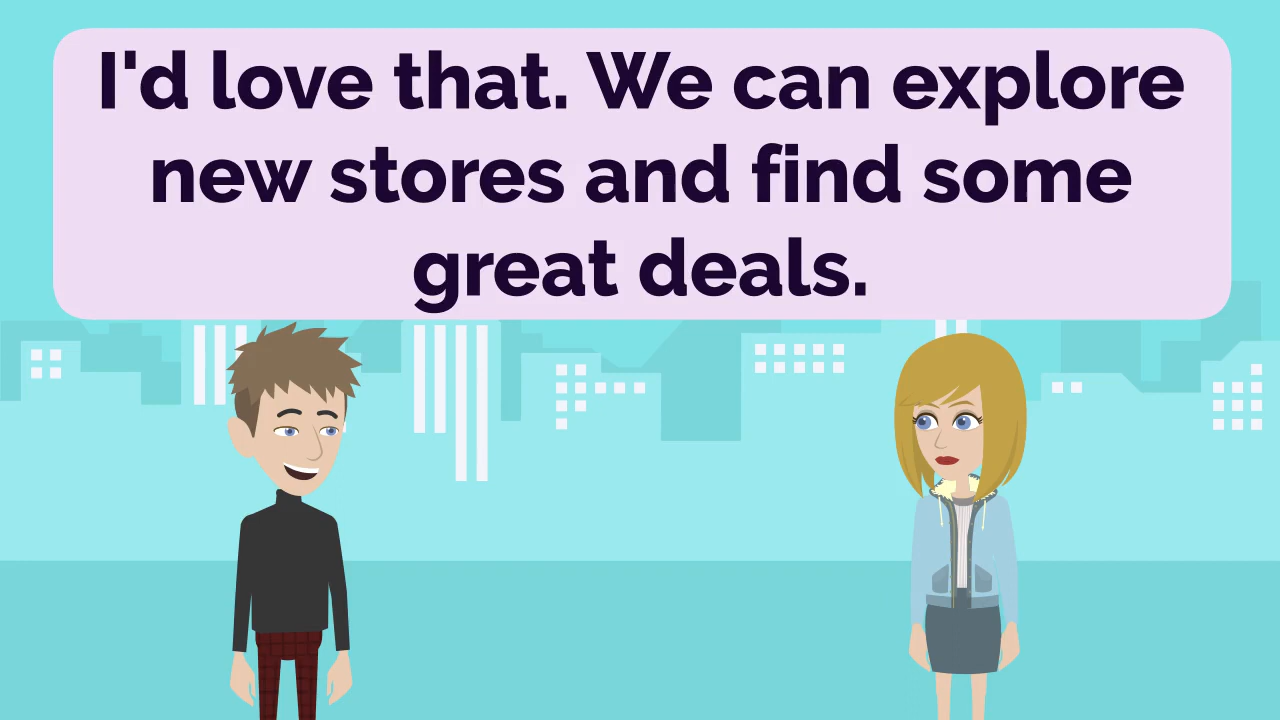 I'd love that. We can explore
new stores and find some
great deals.